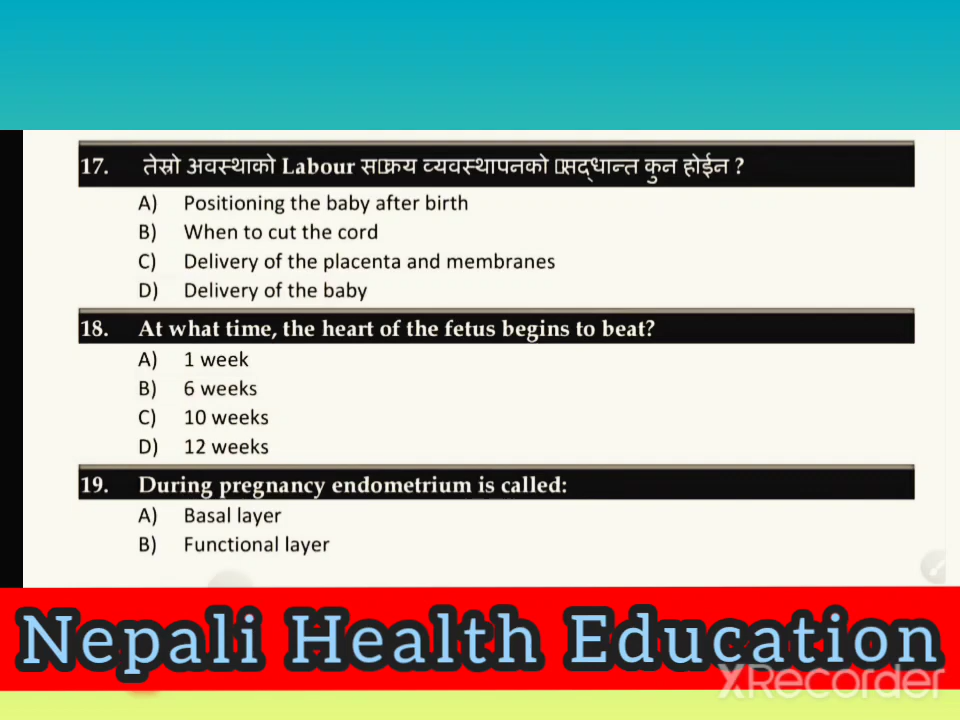 17. तेस्रो अवस्थाको Labour स□क्रय व्यवस्थापनको □सद्धान्त कुन होईन ?
A) Positioning the baby after birth
B) When to cut the cord
C) Delivery of the placenta and membranes
D) Delivery of the baby
18. At what time, the heart of the fetus begins to beat?
A) 1 week
B) 6 weeks
C) 10 weeks
D) 12 weeks
19. During pregnancy endometrium is called:
A) Basal layer
B) Functional layer
Nepali Health Education
XRecorder